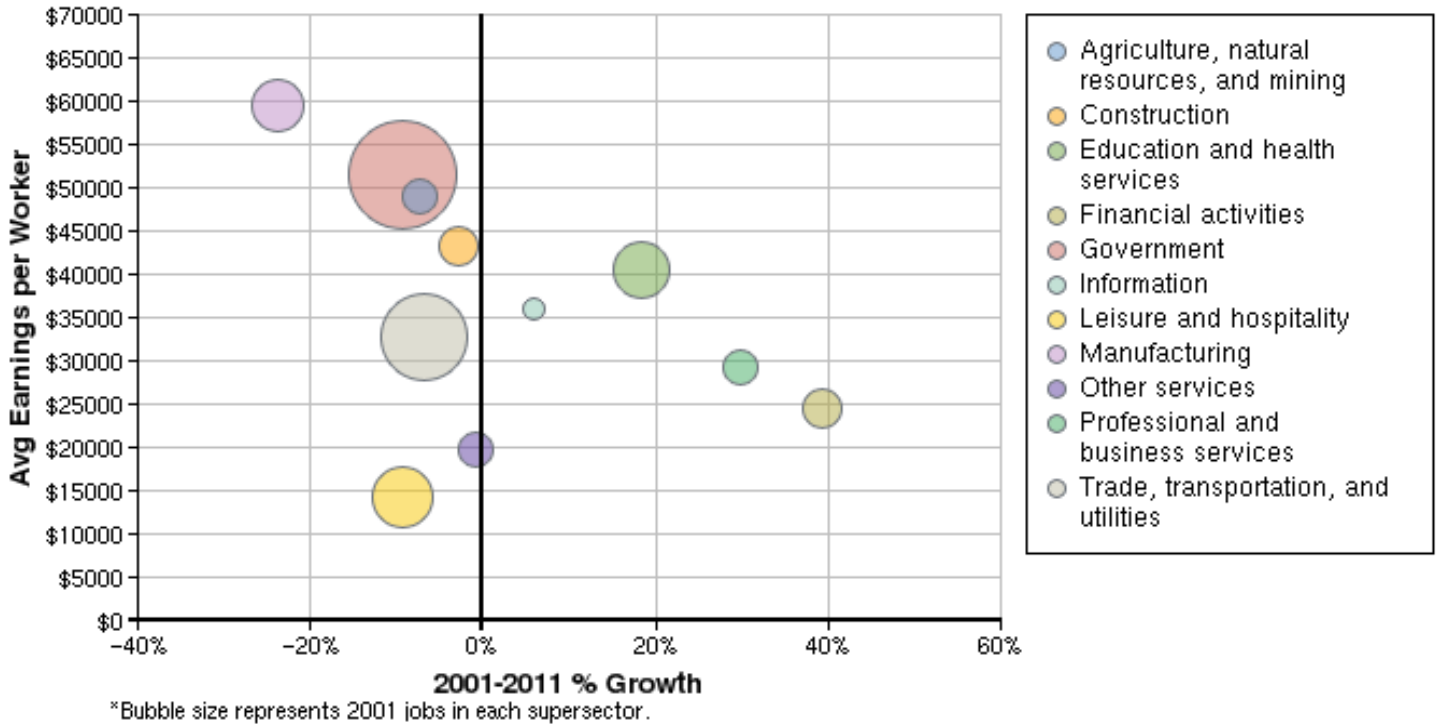 $70000
$65000
$60000
$55000
$50000
$45000
$40000
$35000
$30000
$25000
$20000
$15000
$10000
$5000
$0
Avg Earnings per Worker
−40%
−20%
0%
20%
40%
60%
2001-2011 % Growth
*Bubble size represents 2001 jobs in each supersector.
Agriculture, natural
resources, and mining
Construction
Education and health
services
Financial activities
Government
Information
Leisure and hospitality
Manufacturing
Other services
Professional and
business services
Trade, transportation, and
utilities